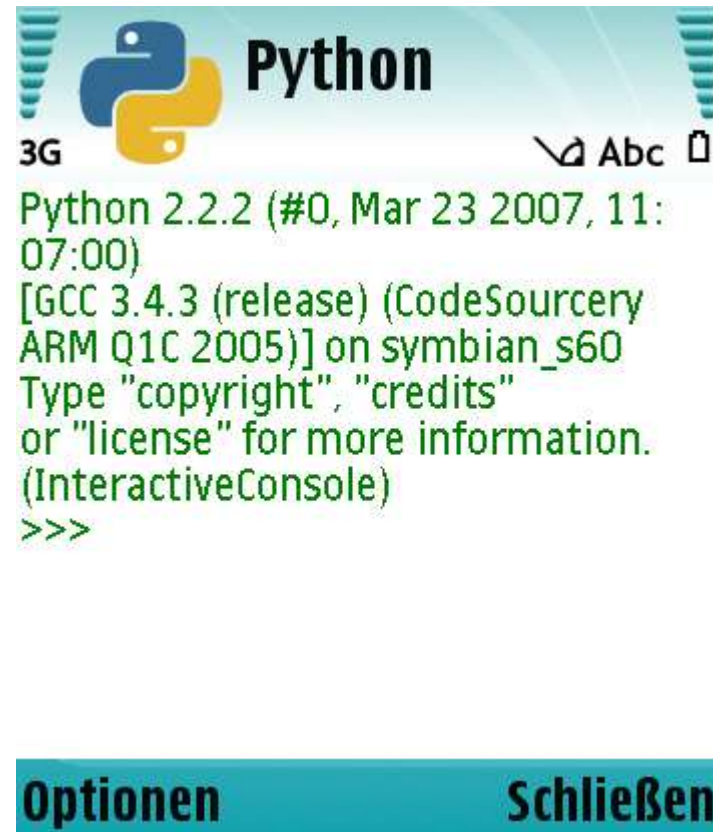 Python
3G Abc
Python 2.2.2 (#0, Mar 23 2007, 11:
07:00)
[GCC 3.4.3 (release) (CodeSourcery
ARM Q1C 2005)] on symbian_s60
Type "copyright", "credits"
or "license" for more information.
(InteractiveConsole)
>>>
Optionen Schließen